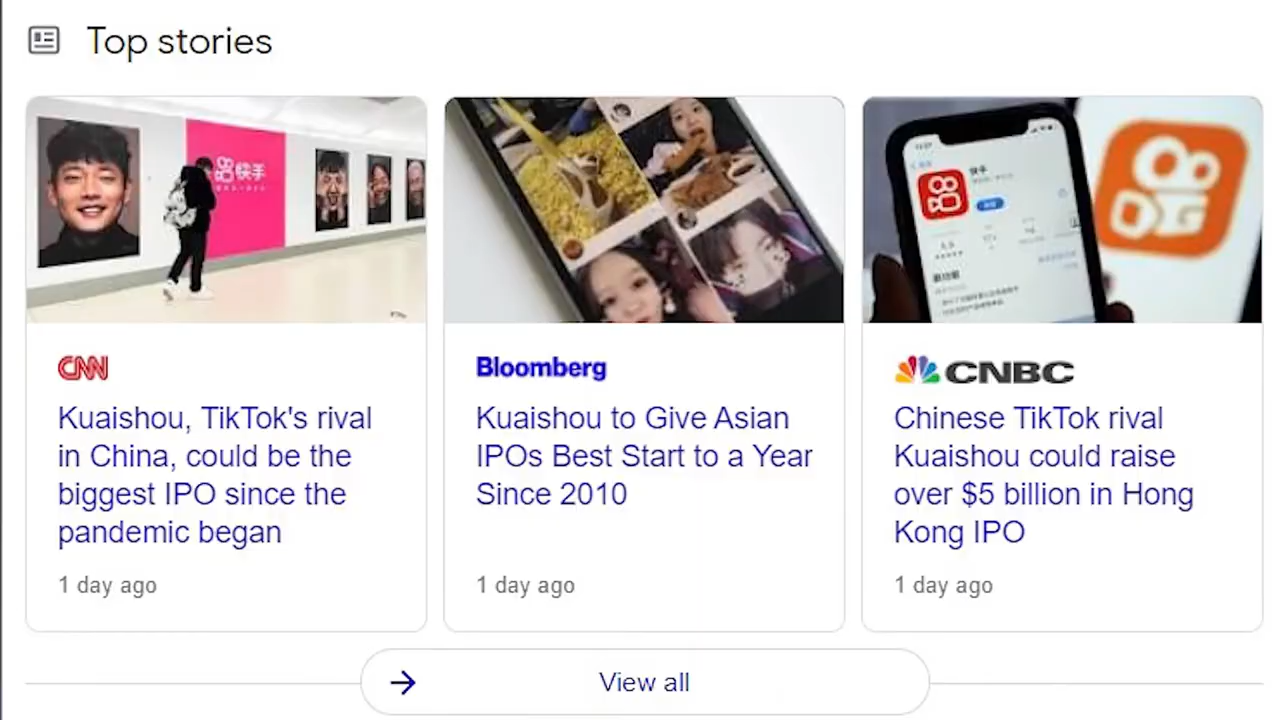 Top stories
快手
快手
CNN
Kuaishou, TikTok's rival
in China, could be the
biggest IPO since the
pandemic began
1 day ago
Bloomberg
Kuaishou to Give Asian
IPOs Best Start to a Year
Since 2010
1 day ago
CNBC
Chinese TikTok rival
Kuaishou could raise
over $5 billion in Hong
Kong IPO
1 day ago
View all